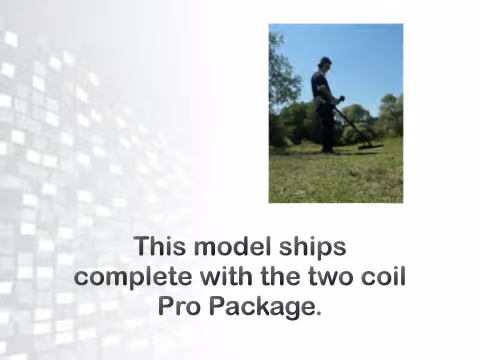 This model ships
complete with the two coil
Pro Package.